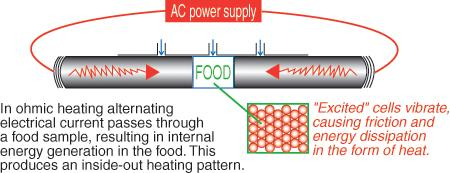 AC power supply
FOOD
In ohmic heating alternating
electrical current passes through
a food sample, resulting in internal
energy generation in the food. This
produces an inside-out heating pattern.
"Excited" cells vibrate,
causing friction and
energy dissipation
in the form of heat.